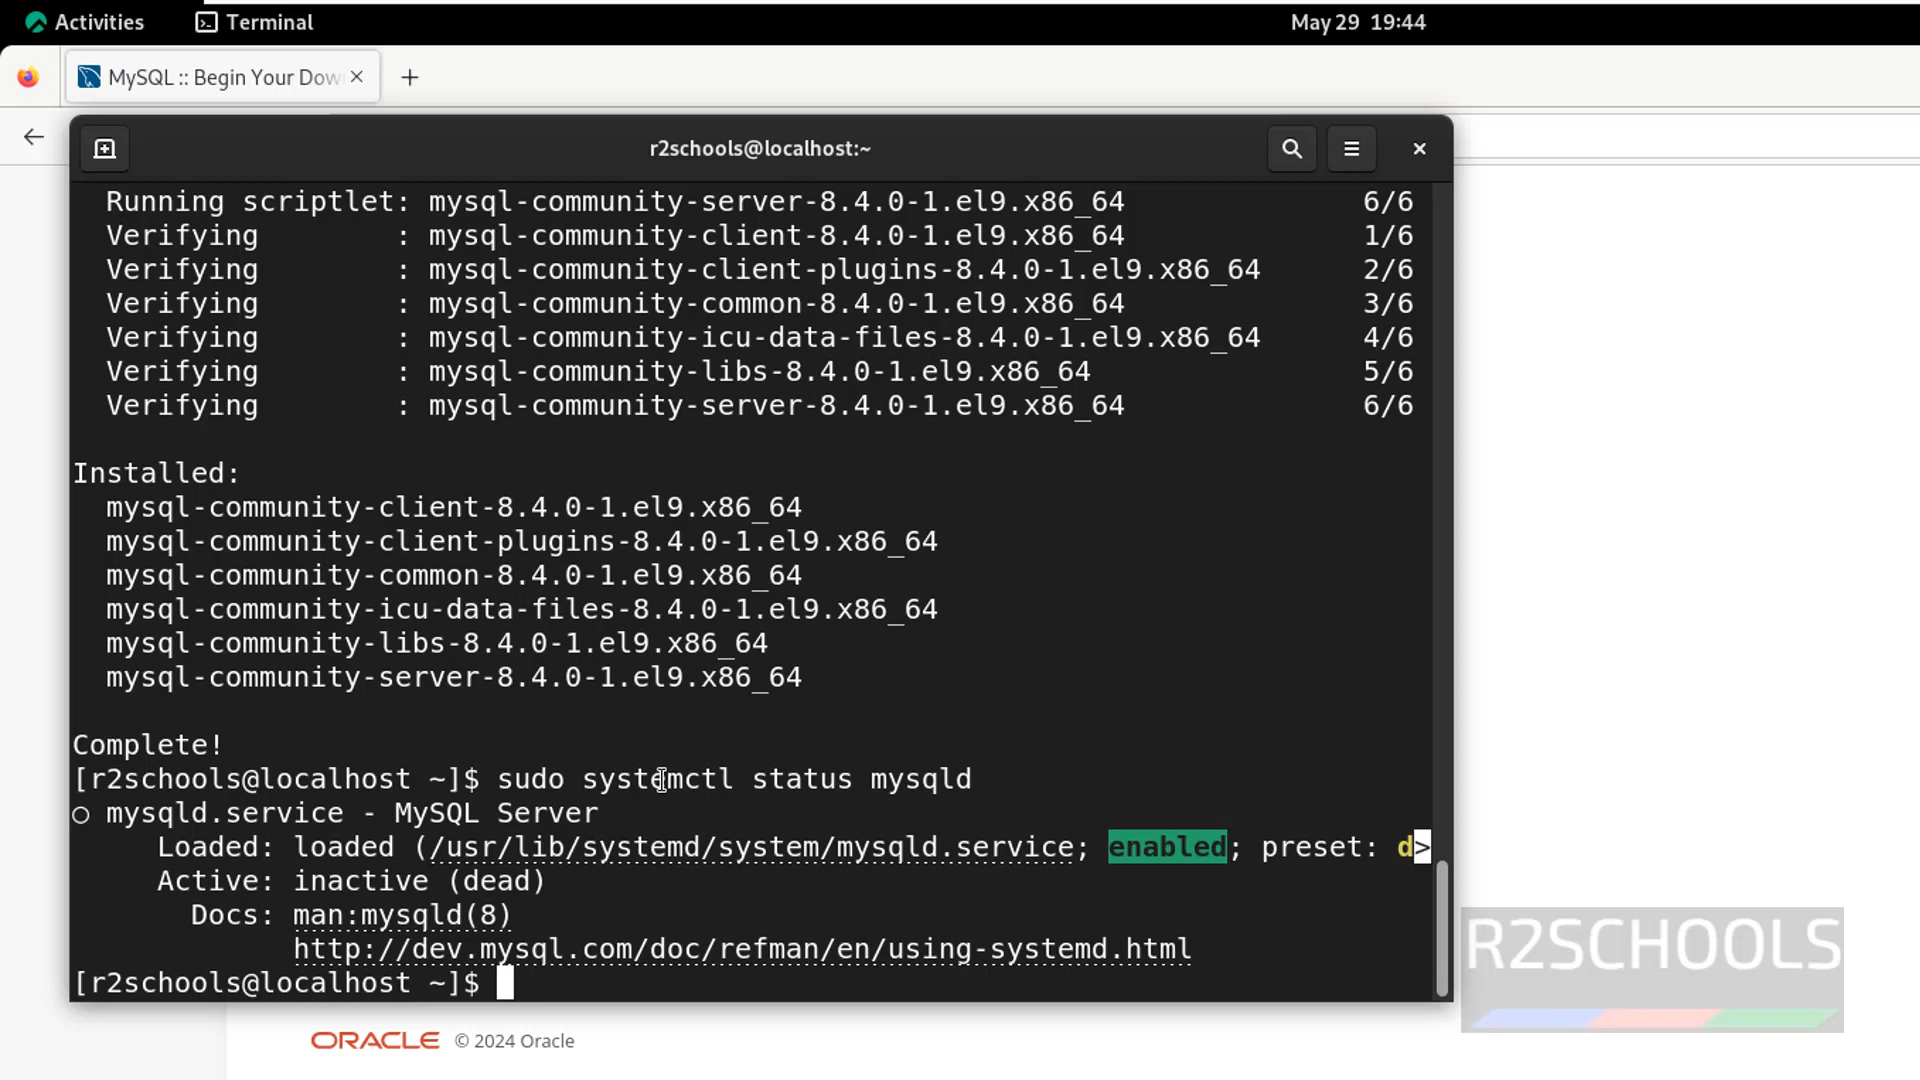 Activities Terminal May 29 19:44
MySQL :: Begin Your Dow
r2schools@localhost:~
Running scriptlet: mysql-community-server-8.4.0-1.el9.x86_64 6/6
Verifying : mysql-community-client-8.4.0-1.el9.x86_64 1/6
Verifying : mysql-community-client-plugins-8.4.0-1.el9.x86_64 2/6
Verifying : mysql-community-common-8.4.0-1.el9.x86_64 3/6
Verifying : mysql-community-icu-data-files-8.4.0-1.el9.x86_64 4/6
Verifying : mysql-community-libs-8.4.0-1.el9.x86_64 5/6
Verifying : mysql-community-server-8.4.0-1.el9.x86_64 6/6
Installed:
mysql-community-client-8.4.0-1.el9.x86_64
mysql-community-client-plugins-8.4.0-1.el9.x86_64
mysql-community-common-8.4.0-1.el9.x86_64
mysql-community-icu-data-files-8.4.0-1.el9.x86_64
mysql-community-libs-8.4.0-1.el9.x86_64
mysql-community-server-8.4.0-1.el9.x86_64
Complete!
[r2schools@localhost ~]$ sudo systemctl status mysqld
○ mysqld.service - MySQL Server
Loaded: loaded (/usr/lib/systemd/system/mysqld.service; enabled; preset: d>
Active: inactive (dead)
Docs: man:mysqld(8)
http://dev.mysql.com/doc/refman/en/using-systemd.html
[r2schools@localhost ~]$
R2SCHOOLS
ORACLE © 2024 Oracle